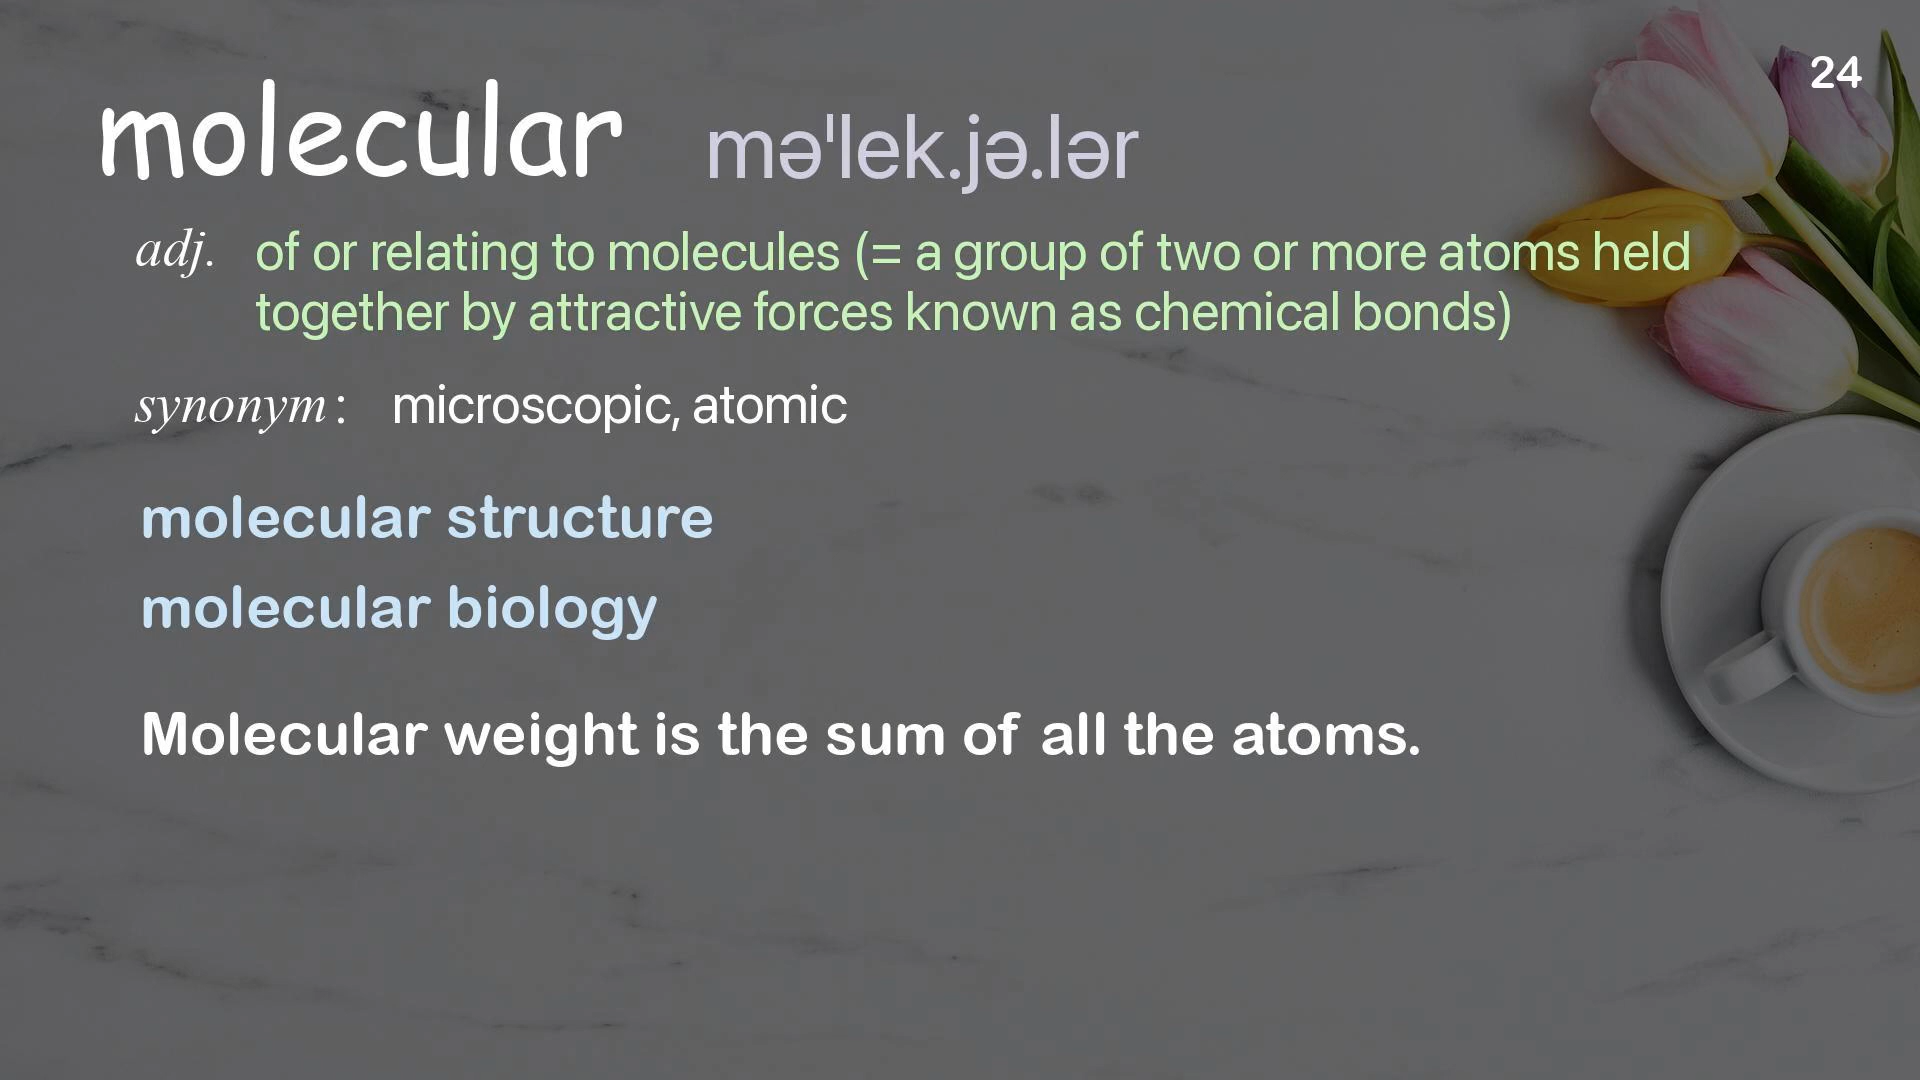 24
molecular məˈlek.jə.lər
adj. of or relating to molecules (= a group of two or more atoms held
together by attractive forces known as chemical bonds)
synonym: microscopic, atomic
molecular structure
molecular biology
Molecular weight is the sum of all the atoms.